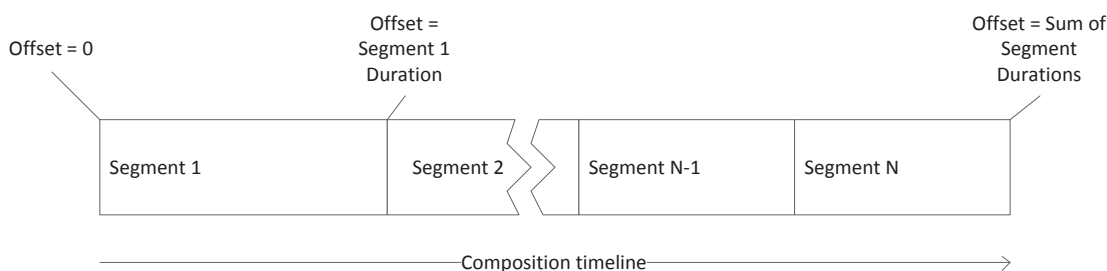 Offset = 0
Offset =
Segment 1
Duration
Offset = Sum of
Segment
Durations
Segment 1
Segment 2
Segment N-1
Segment N
Composition timeline